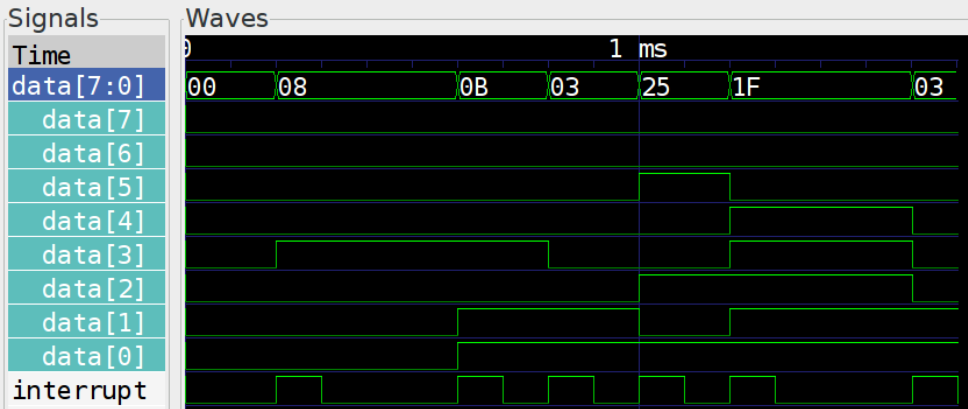 Signals Waves
Time 0 1 ms
data[7:0] 00 08 0B 03 25 1F 03
data[7]
data[6]
data[5]
data[4]
data[3]
data[2]
data[1]
data[0]
interrupt